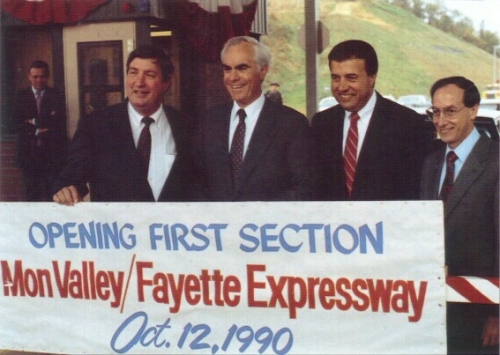 OPENING FIRST SECTION
Mon Valley/Fayette Expressway
Oct. 12, 1990